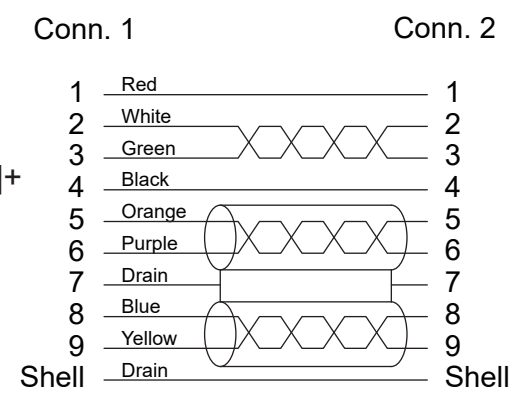 Conn. 1 Conn. 2
1 Red 1
2 White 2
3 Green 3
]+
4 Black 4
5 Orange 5
6 Purple 6
7 Drain 7
8 Blue 8
9 Yellow 9
Shell Drain Shell